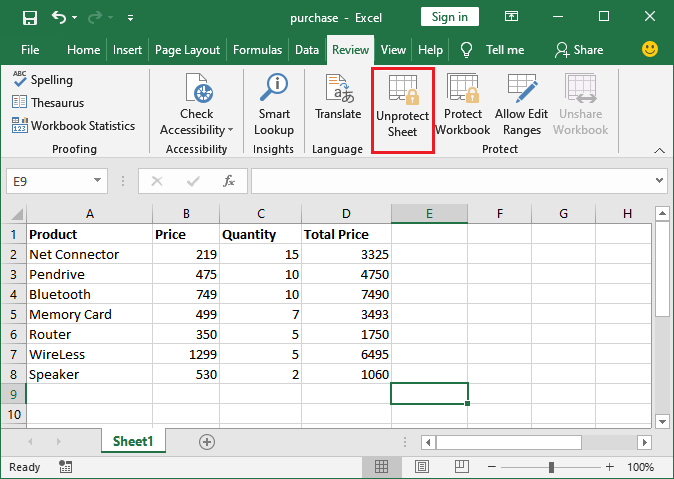 purchase - Excel
Sign in
File Home Insert Page Layout Formulas Data Review View Help Tell me Share
ABC Spelling
Thesaurus
123 Workbook Statistics
Proofing
Check Accessibility
Accessibility
Smart Lookup
Insights
a
Translate
Language
Unprotect Sheet
Protect Workbook
Allow Edit Ranges
Unshare Workbook
Protect
E9 fx
A B C D E F G H
1 Product Price Quantity Total Price
2 Net Connector 219 15 3325
3 Pendrive 475 10 4750
4 Bluetooth 749 10 7490
5 Memory Card 499 7 3493
6 Router 350 5 1750
7 WireLess 1299 5 6495
8 Speaker 530 2 1060
9
10
Sheet1
Ready 100%